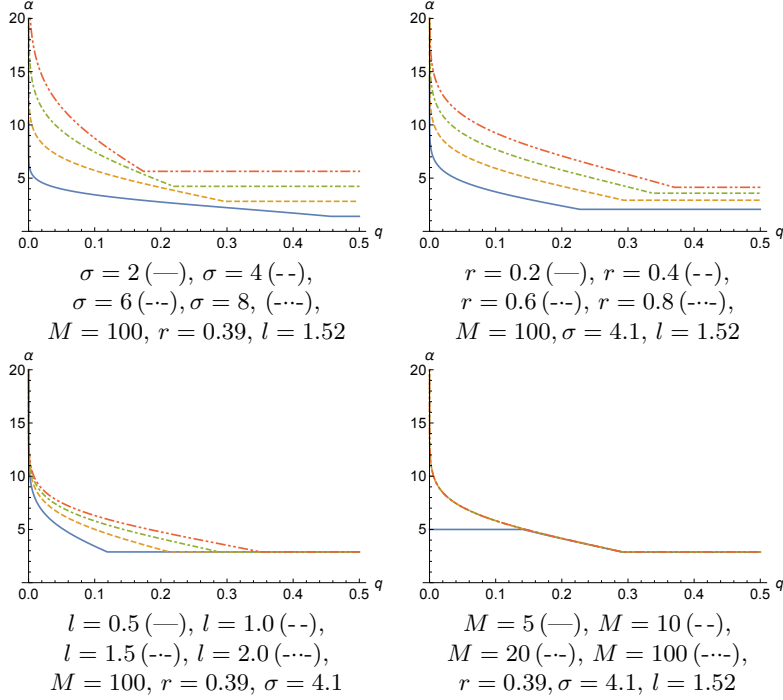 α
20
15
10
5
0.0 0.1 0.2 0.3 0.4 0.5 q
σ = 2 (—), σ = 4 (- -),
σ = 6 (-·-), σ = 8, (-··-),
M = 100, r = 0.39, l = 1.52
α
20
15
10
5
0.0 0.1 0.2 0.3 0.4 0.5 q
r = 0.2 (—), r = 0.4 (- -),
r = 0.6 (-·-), r = 0.8 (-··-),
M = 100, σ = 4.1, l = 1.52
α
20
15
10
5
0.0 0.1 0.2 0.3 0.4 0.5 q
l = 0.5 (—), l = 1.0 (- -),
l = 1.5 (-·-), l = 2.0 (-··-),
M = 100, r = 0.39, σ = 4.1
α
20
15
10
5
0.0 0.1 0.2 0.3 0.4 0.5 q
M = 5 (—), M = 10 (- -),
M = 20 (-·-), M = 100 (-··-),
r = 0.39, σ = 4.1, l = 1.52